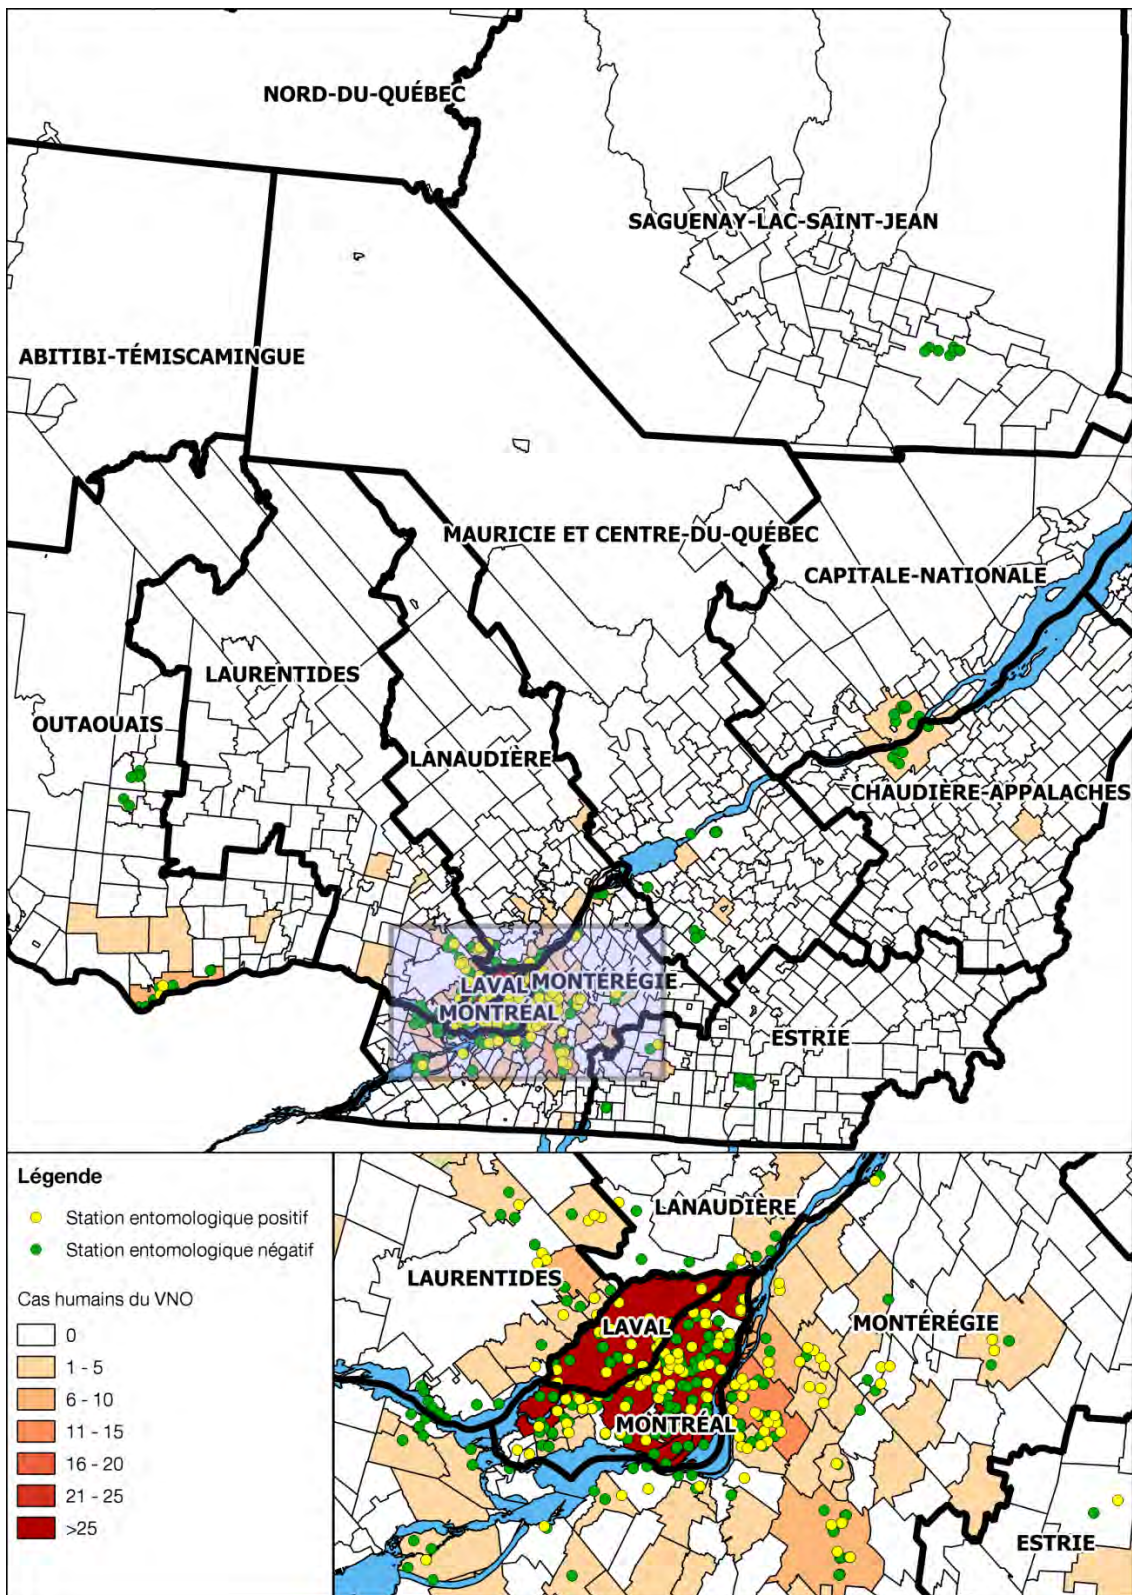 NORD-DU-QUÉBEC
SAGUENAY-LAC-SAINT-JEAN
ABITIBI-TÉMISCAMINGUE
MAURICIE ET CENTRE-DU-QUÉBEC
CAPITALE-NATIONALE
LAURENTIDES
OUTAOUAIS
LANAUDIÈRE
CHAUDIÈRE-APPALACHES
LAVAL
MONTÉRÉGIE
MONTRÉAL
ESTRIE
Légende
Station entomologique positif
Station entomologique négatif
Cas humains du VNO
0
1 - 5
6 - 10
11 - 15
16 - 20
21 - 25
>25
LANAUDIÈRE
LAURENTIDES
LAVAL
MONTÉRÉGIE
MONTRÉAL
ESTRIE